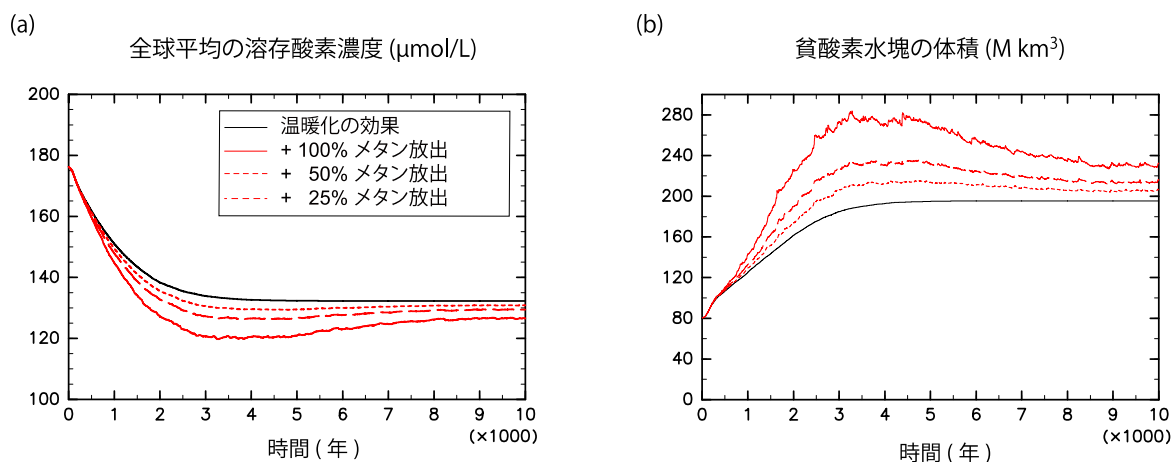 (a)
全球平均の溶存酸素濃度 (µmol/L)
200
180
160
140
120
100
温暖化の効果
+ 100% メタン放出
+ 50% メタン放出
+ 25% メタン放出
0 1 2 3 4 5 6 7 8 9 10
(×1000)
時間 ( 年 )
(b)
貧酸素水塊の体積 (M km³)
280
240
200
160
120
80
40
0
0 1 2 3 4 5 6 7 8 9 10
(×1000)
時間 ( 年 )